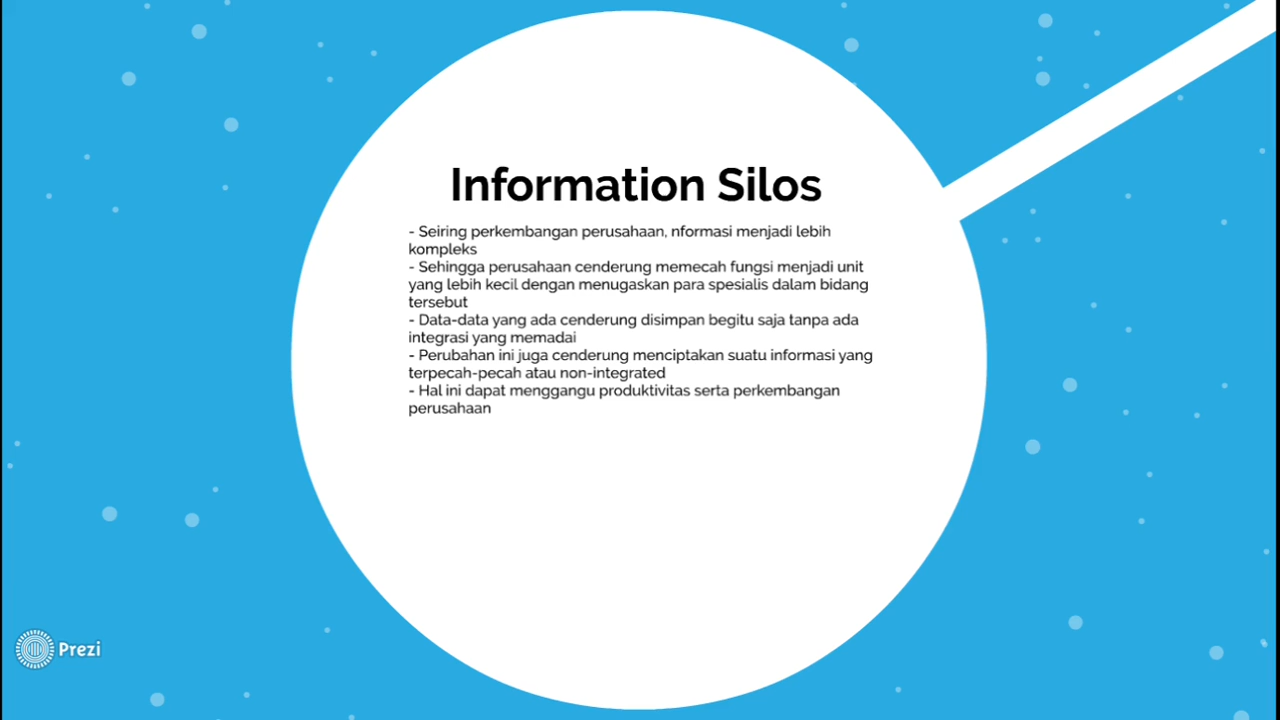 Information Silos
- Seiring perkembangan perusahaan, nformasi menjadi lebih
kompleks
- Sehingga perusahaan cenderung memecah fungsi menjadi unit
yang lebih kecil dengan menugaskan para spesialis dalam bidang
tersebut
- Data-data yang ada cenderung disimpan begitu saja tanpa ada
integrasi yang memadai
- Perubahan ini juga cenderung menciptakan suatu informasi yang
terpecah-pecah atau non-integrated
- Hal ini dapat menggangu produktivitas serta perkembangan
perusahaan
Prezi